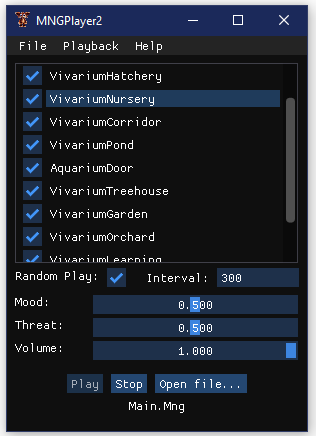 MNGPlayer2
File Playback Help
VivariumHatchery
VivariumNursery
VivariumCorridor
VivariumPond
AquariumDoor
VivariumTreehouse
VivariumGarden
VivariumOrchard
VivariumLearning
Random Play: Interval: 300
Mood: 0.500
Threat: 0.500
Volume: 1.000
Play Stop Open file...
Main.Mng